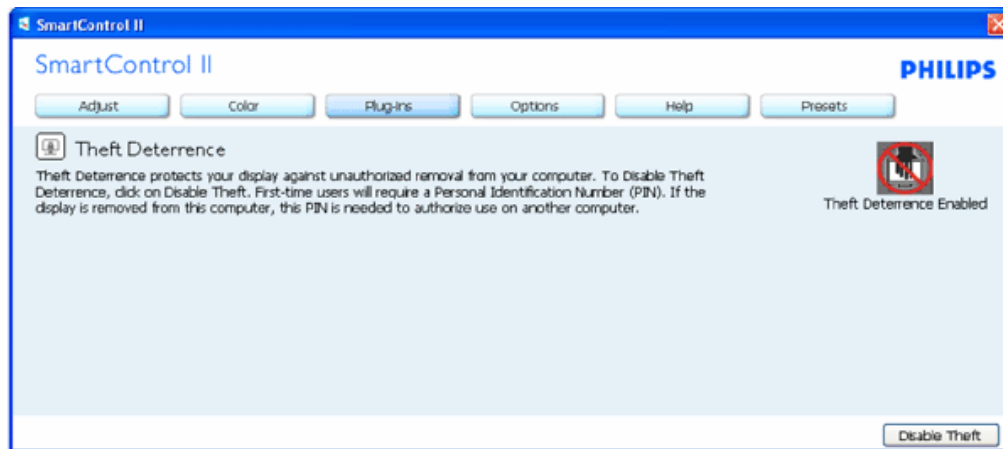 SmartControl II
SmartControl II
PHILIPS
Adjust Color Plug-Ins Options Help Presets
Theft Deterrence
Theft Deterrence protects your display against unauthorized removal from your computer. To Disable Theft
Deterrence, click on Disable Theft. First-time users will require a Personal Identification Number (PIN). If the
display is removed from this computer, this PIN is needed to authorize use on another computer.
Theft Deterrence Enabled
Disable Theft